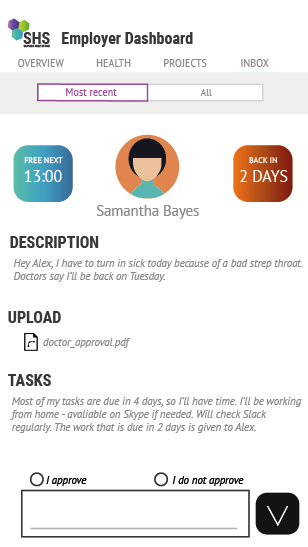 SHS
Employer Dashboard
OVERVIEW HEALTH PROJECTS INBOX
Most recent All
FREE NEXT
13:00
BACK IN
2 DAYS
Samantha Bayes
DESCRIPTION
Hey Alex, I have to turn in sick today because of a bad strep throat.
Doctors say I'll be back on Tuesday.
UPLOAD
doctor_approval.pdf
TASKS
Most of my tasks are due in 4 days, so I'll have time. I'll be working
from home - avaliable on Skype if needed. Will check Slack
regularly. The work that is due in 2 days is given to Alex.
I approve I do not approve